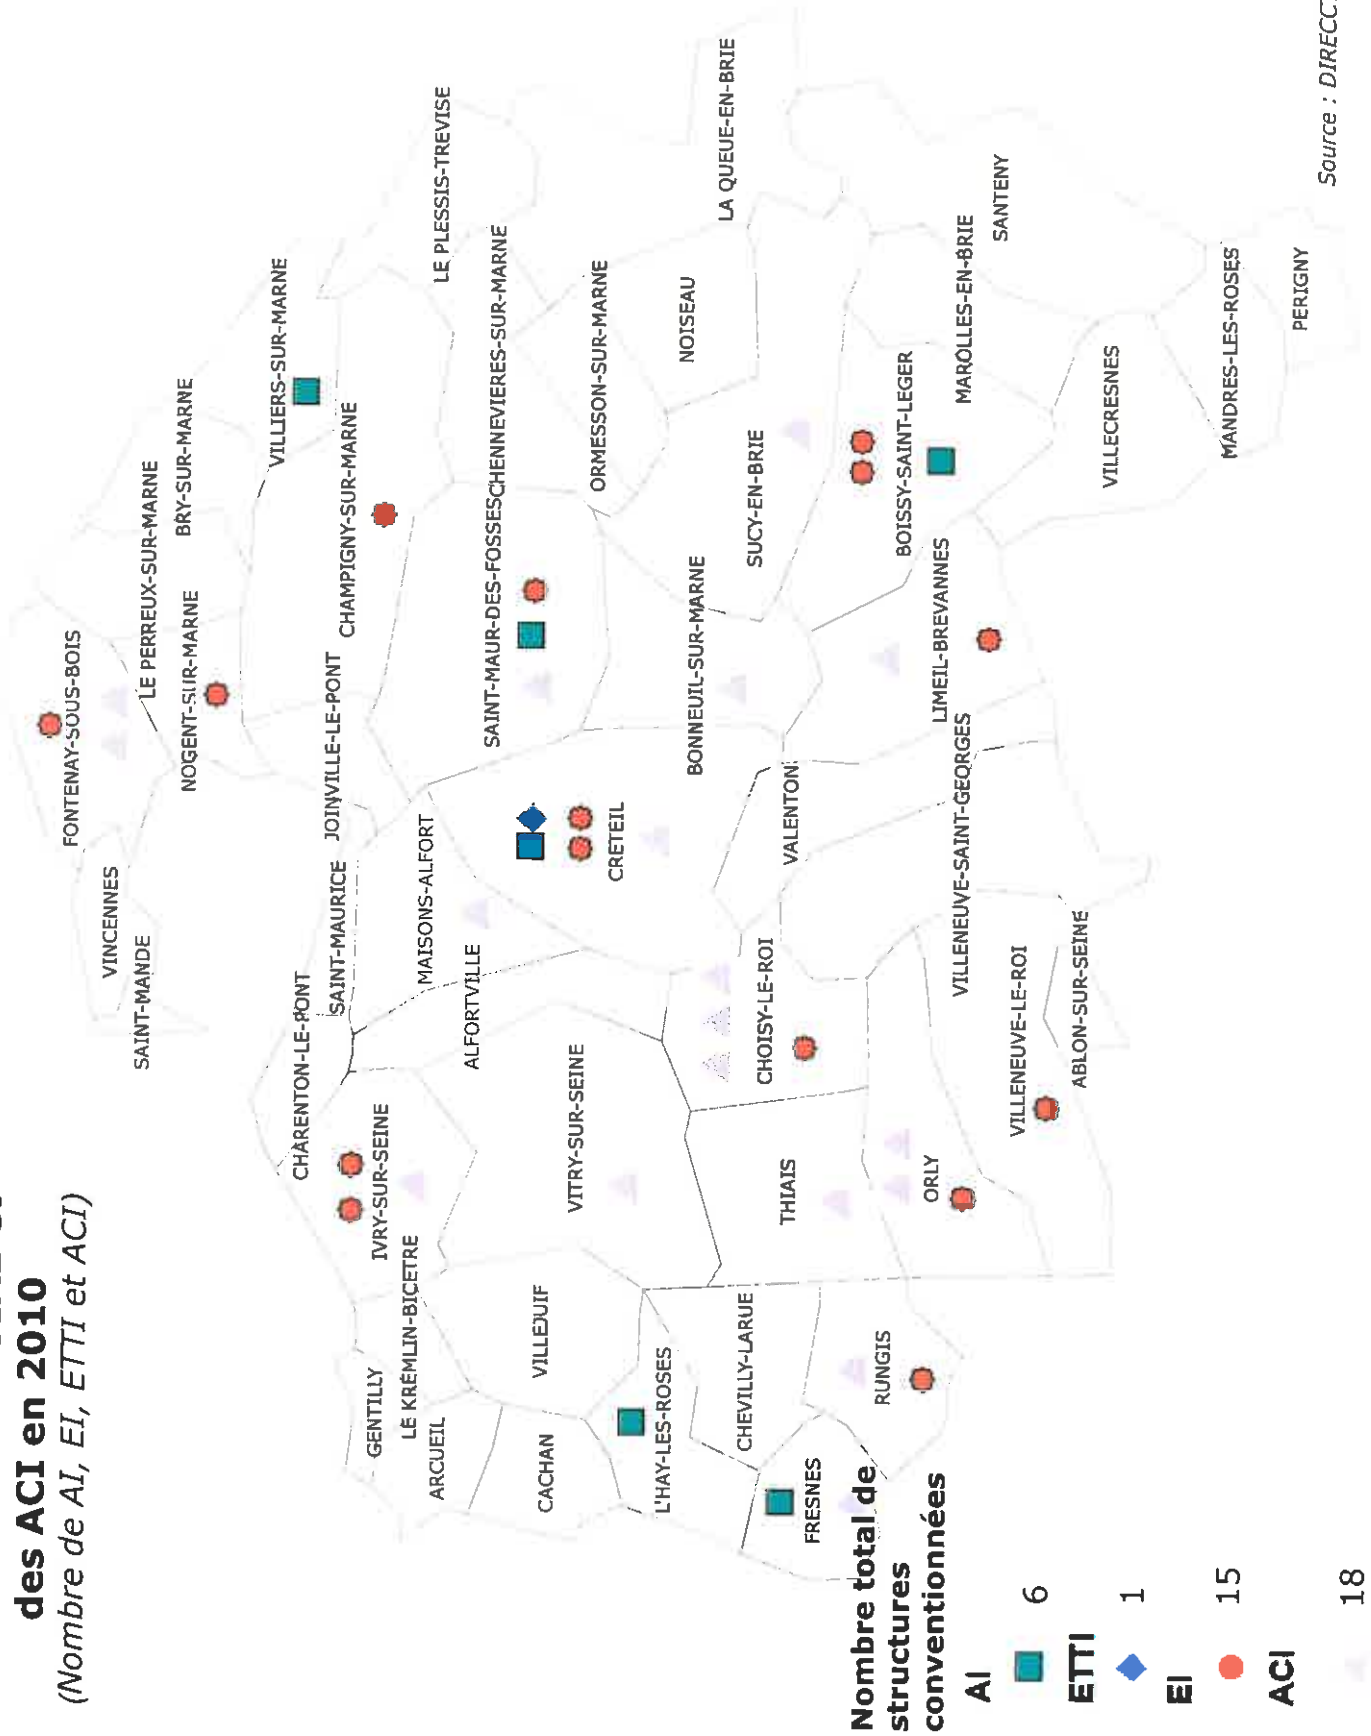 des ACI en 2010
(Nombre de AI, EI, ETTI et ACI)
FONTENAY-SOUS-BOIS
VINCENNES
SAINT-MANDE
LE PERREUX-SUR-MARNE
BRY-SUR-MARNE
NOGENT-SUR-MARNE
VILLIERS-SUR-MARNE
CHAMPIGNY-SUR-MARNE
JOINVILLE-LE-PONT
SAINT-MAURICE
CHARENTON-LE-PONT
LE PLESSIS-TREVISE
MAISONS-ALFORT
ALFORTVILLE
IVRY-SUR-SEINE
GENTILLY
LE KREMLIN-BICETRE
ARCUEIL
SAINT-MAUR-DES-FOSSES
CHENNEVIERES-SUR-MARNE
ORMESSON-SUR-MARNE
CRETEIL
VITRY-SUR-SEINE
VILLEJUIF
CACHAN
NOISEAU
LA QUEUE-EN-BRIE
BONNEUIL-SUR-MARNE
SUCY-EN-BRIE
L'HAY-LES-ROSES
CHEVILLY-LARUE
CHOISY-LE-ROI
VALENTON
THIAIS
FRESNES
RUNGIS
ORLY
BOISSY-SAINT-LEGER
LIMEIL-BREVANNES
MAROLLES-EN-BRIE
SANTENY
VILLENEUVE-SAINT-GEORGES
VILLENEUVE-LE-ROI
ABLON-SUR-SEINE
VILLECRESNES
MANDRES-LES-ROSES
PERIGNY
Nombre total de
structures
conventionnées
AI
6
ETTI
1
EI
15
ACI
18
Source :